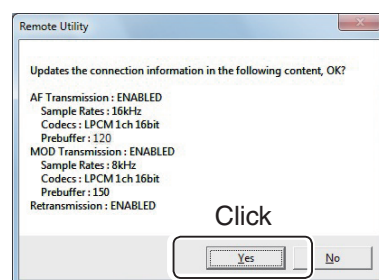 Remote Utility
Updates the connection information in the following content, OK?
AF Transmission : ENABLED
Sample Rates : 16kHz
Codecs : LPCM 1ch 16bit
Prebuffer : 120
MOD Transmission : ENABLED
Sample Rates : 8kHz
Codecs : LPCM 1ch 16bit
Prebuffer : 150
Retransmission : ENABLED
Click
Yes No